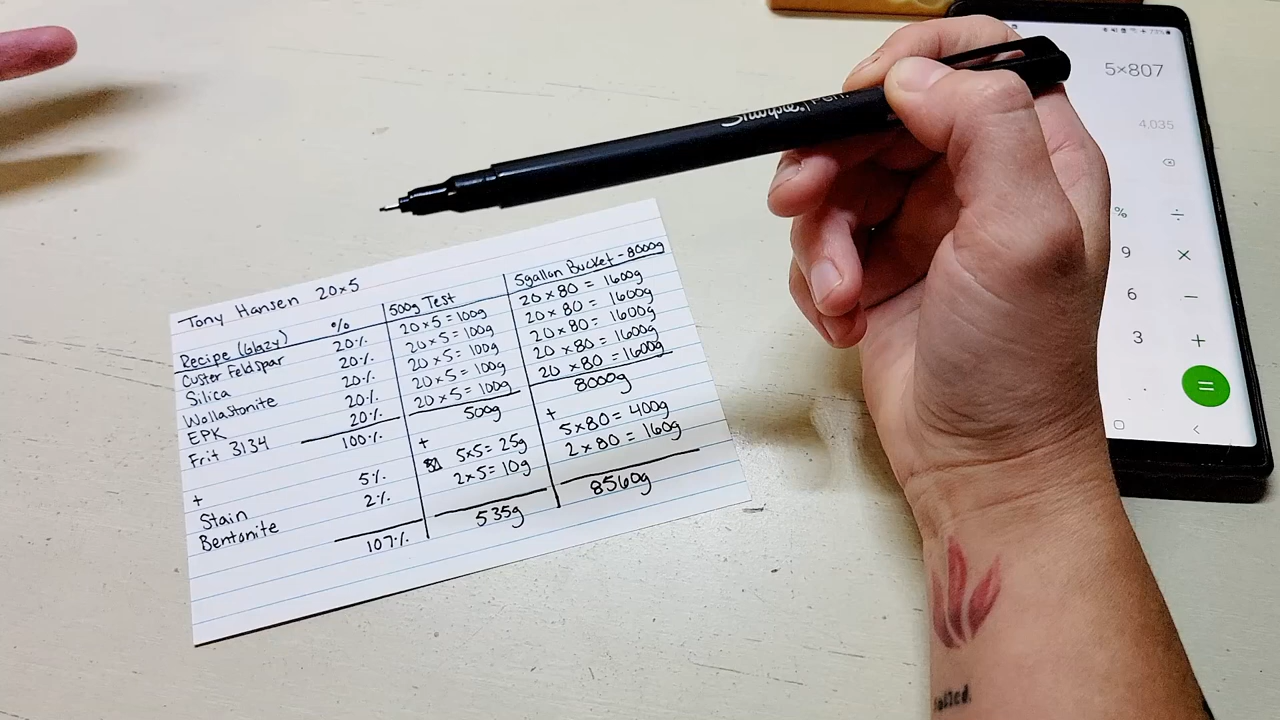 Tony Hansen 20x5
Recipe (Glazy) % 500g Test 5gallon Bucket - 8000g
Custer Feldspar 20% 20x5=100g 20x80 = 1600g
Silica 20% 20x5=100g 20x80 = 1600g
Wollastonite 20% 20x5=100g 20x80= 1600g
EPK 20% 20x5=100g 20x80 = 1600g
Frit 3134 20% 20x5=100g 20x80=1600g
100% 500g 8000g
+ + +
Stain 5% 5x5=25g 5x80=400g
Bentonite 2% 2x5=10g 2x80=160g
107% 535g 8560g
Sharpie. Pen.
73%
5×807
4,035
% ÷
9 ×
6 −
3 +
. =